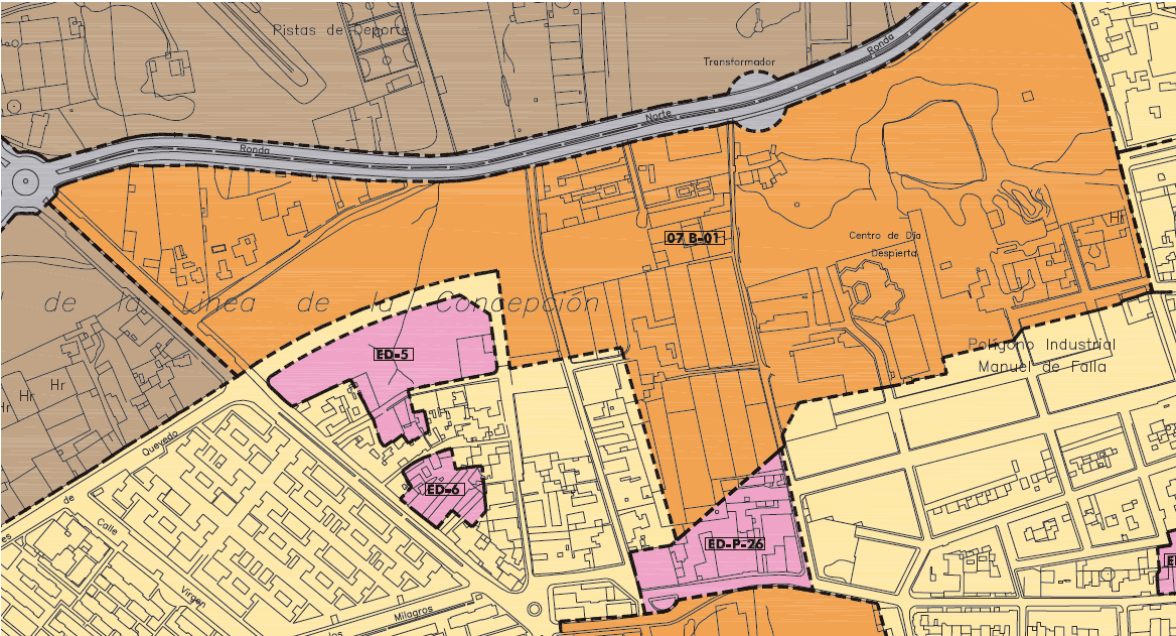 Pistas de Deporte
Ronda
Transformador
Norte
Ronda
Hr
07 B-01
Centro de Día
Despierta
de la Línea de la Concepción
Polígono Industrial
Manuel de Falla
ED-5
Hr
Hr
Hr
Quevedo
de
ED-6
Calle
ED-P-26
Virgen
Milagros